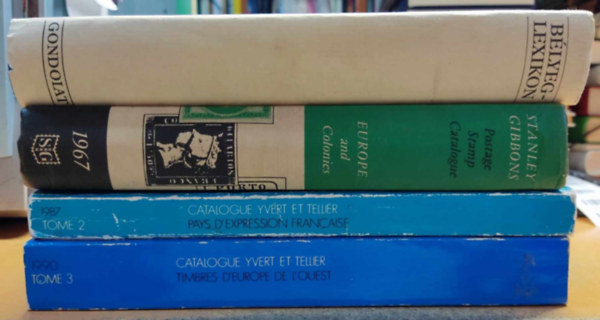 BÉLYEG-
LEXIKON
GONDOLAT
STANLEY
GIBBONS
Postage
Stamp
Catalogue
EUROPE
and
Colonies
1967
SG
1987
TOME 2
CATALOGUE YVERT ET TELLIER
PAYS D'EXPRESSION FRANÇAISE
1990
TOME 3
CATALOGUE YVERT ET TELLIER
TIMBRES D'EUROPE DE L'OUEST